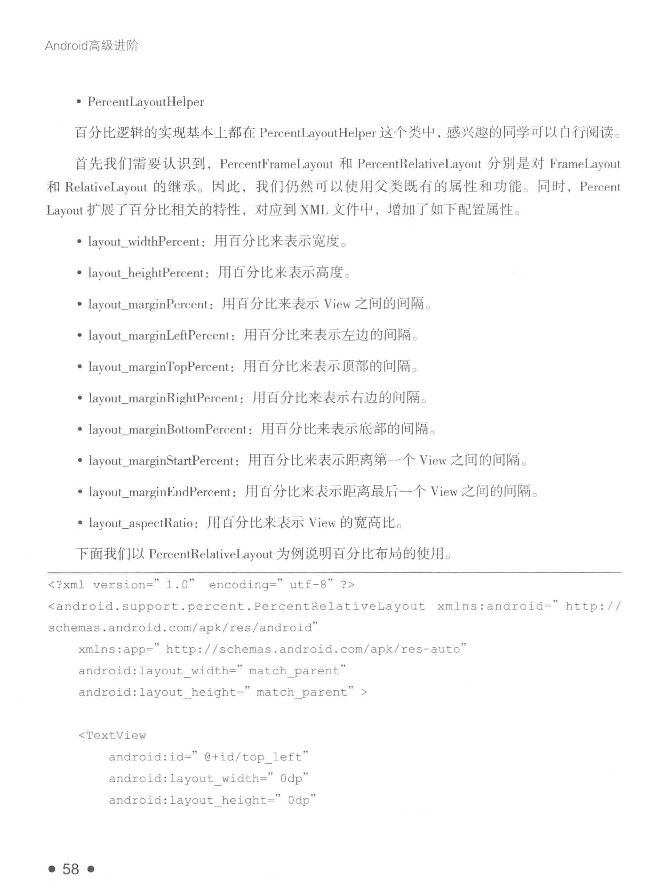 Android高级进阶
• PercentLayoutHelper
百分比逻辑的实现基本上都在 PercentLayoutHelper 这个类中，感兴趣的同学可以自行阅读。
首先我们需要认识到，PercentFrameLayout 和 PercentRelativeLayout 分别是对 FrameLayout
和 RelativeLayout 的继承。因此，我们仍然可以使用父类既有的属性和功能。同时，Percent
Layout 扩展了百分比相关的特性，对应到 XML 文件中，增加了如下配置属性。
• layout_widthPercent：用百分比来表示宽度。
• layout_heightPercent：用百分比来表示高度。
• layout_marginPercent：用百分比来表示 View 之间的间隔。
• layout_marginLeftPercent：用百分比来表示左边的间隔。
• layout_marginTopPercent：用百分比来表示顶部的间隔。
• layout_marginRightPercent：用百分比来表示右边的间隔。
• layout_marginBottomPercent：用百分比来表示底部的间隔。
• layout_marginStartPercent：用百分比来表示距离第一个 View 之间的间隔。
• layout_marginEndPercent：用百分比来表示距离最后一个 View 之间的间隔。
• layout_aspectRatio：用百分比来表示 View 的宽高比。
下面我们以 PercentRelativeLayout 为例说明百分比布局的使用。
<?xml version=” 1.0” encoding=” utf-8” ?>
<android.support.percent.PercentRelativeLayout xmlns:android=” http://
schemas.android.com/apk/res/android”
xmlns:app=” http://schemas.android.com/apk/res-auto”
android:layout_width=” match_parent”
android:layout_height=” match_parent” >
<TextView
android:id=” @+id/top_left”
android:layout_width=” 0dp”
android:layout_height=” 0dp”
• 58 •